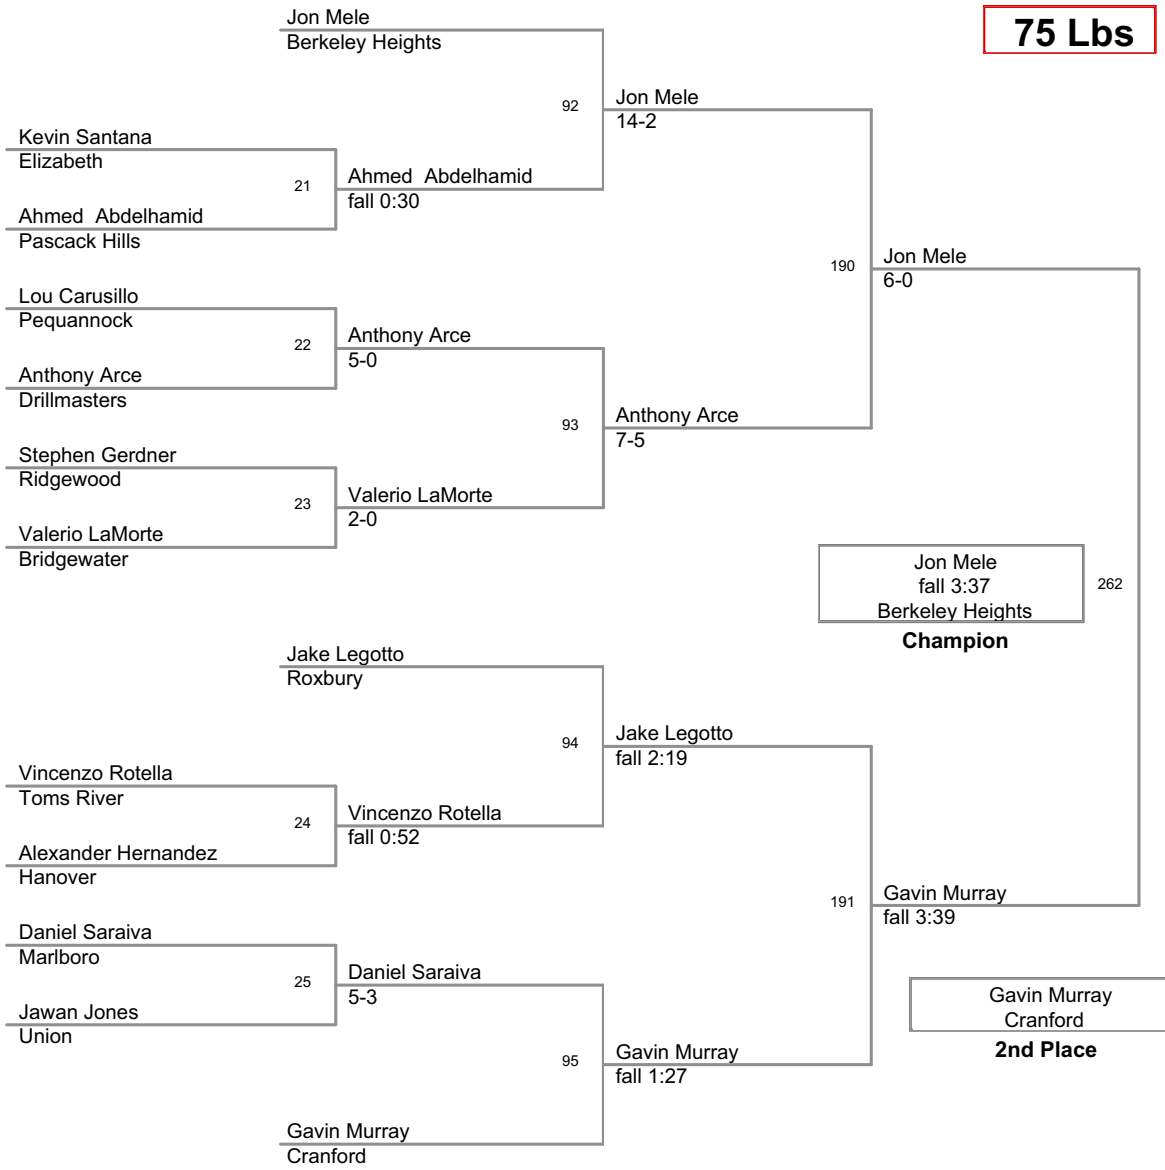 Jon Mele
Berkeley Heights
75 Lbs
92
Jon Mele
14-2
Kevin Santana
Elizabeth
21
Ahmed  Abdelhamid
fall 0:30
Ahmed  Abdelhamid
Pascack Hills
190
Jon Mele
6-0
Lou Carusillo
Pequannock
22
Anthony Arce
5-0
Anthony Arce
Drillmasters
93
Anthony Arce
7-5
Stephen Gerdner
Ridgewood
23
Valerio LaMorte
2-0
Valerio LaMorte
Bridgewater
Jon Mele
fall 3:37
Berkeley Heights
Champion
262
Jake Legotto
Roxbury
94
Jake Legotto
fall 2:19
Vincenzo Rotella
Toms River
24
Vincenzo Rotella
fall 0:52
Alexander Hernandez
Hanover
191
Gavin Murray
fall 3:39
Daniel Saraiva
Marlboro
25
Daniel Saraiva
5-3
Jawan Jones
Union
Gavin Murray
Cranford
2nd Place
95
Gavin Murray
fall 1:27
Gavin Murray
Cranford